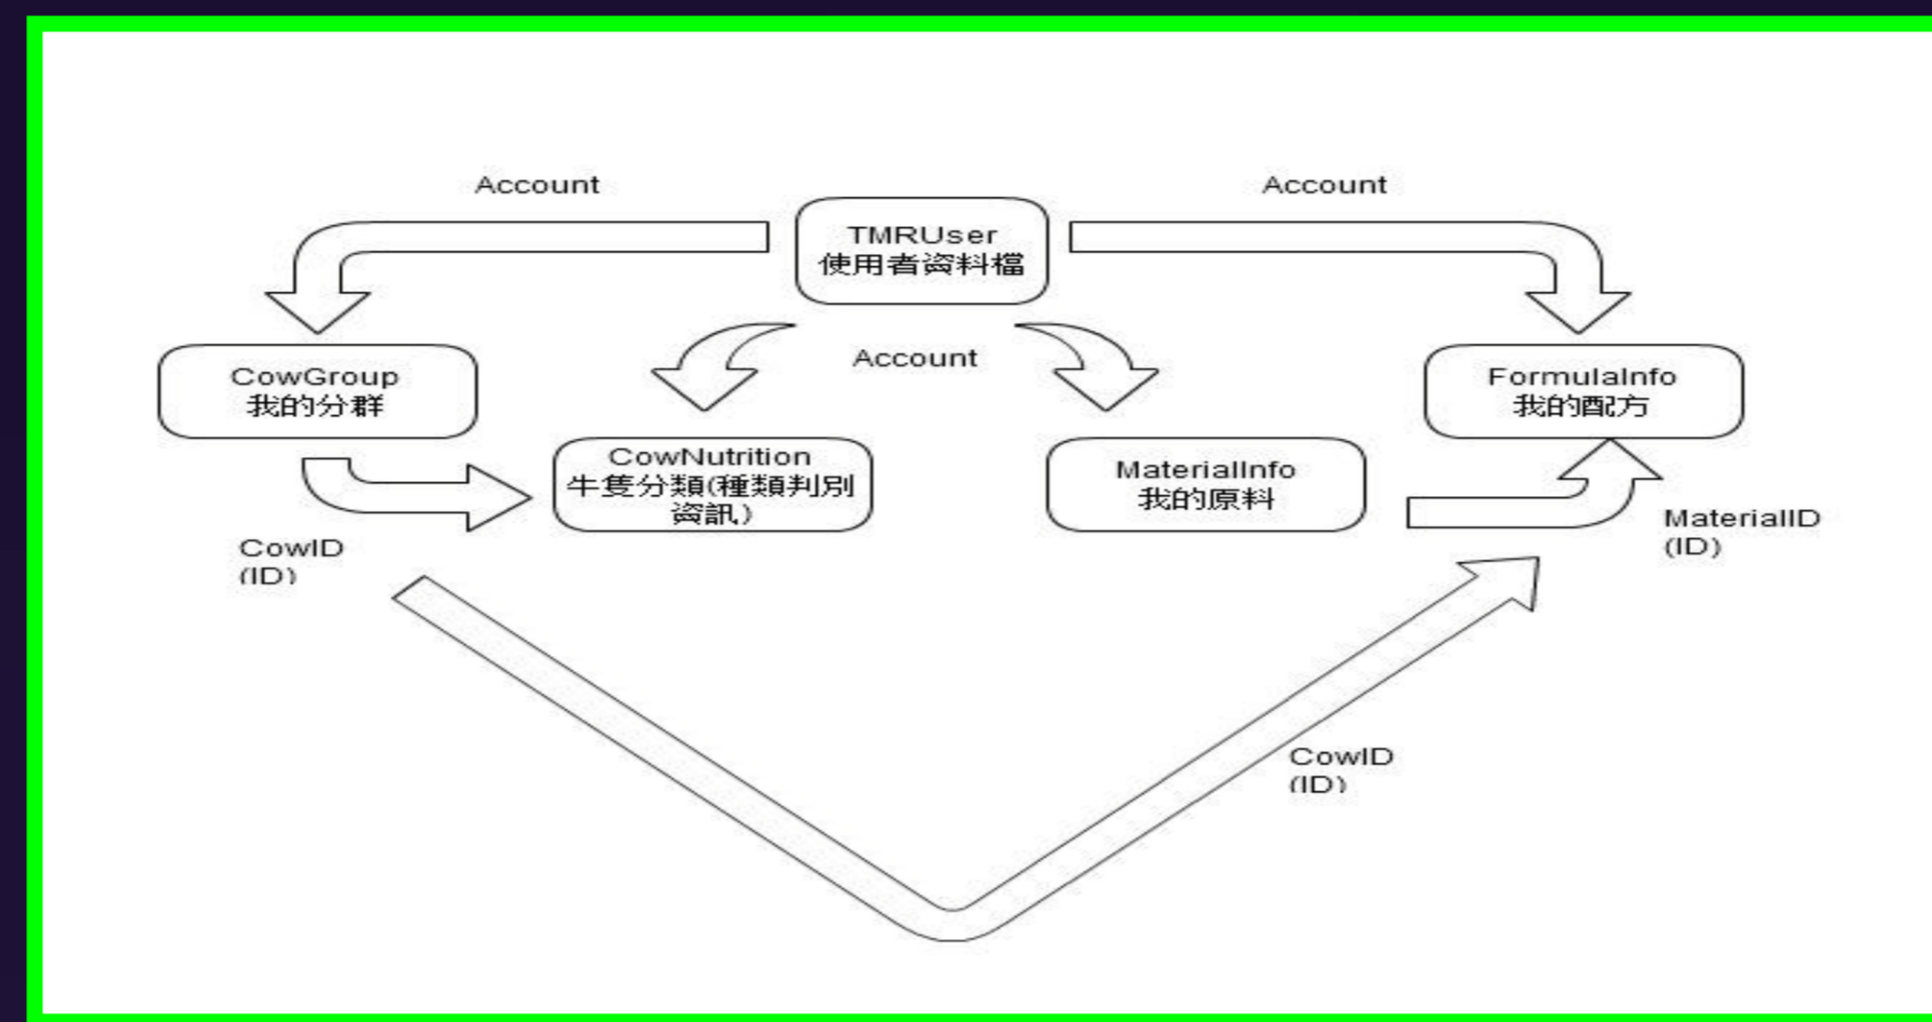 Account
Account
TMRUser
使用者資料檔
Account
CowGroup
我的分群
FormulaInfo
我的配方
CowNutrition
牛隻分類(種類判別
資訊)
MaterialInfo
我的原料
MaterialID
(ID)
CowID
(ID)
CowID
(ID)